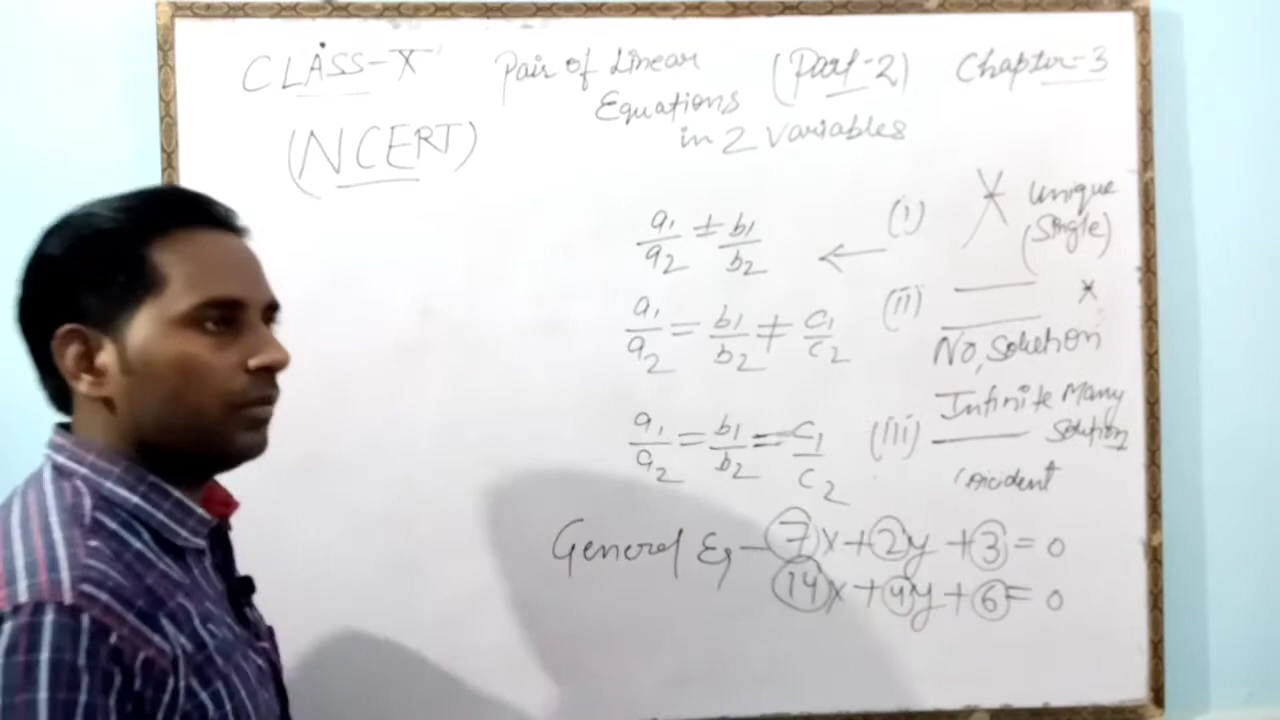 CLASS-X Pair of Linear (Part-2) Chapter-3
Equations
in 2 Variables
(NCERT)
a1/a2 ≠ b1/b2 ← (i) Unique
(Single)
a1/a2 = b1/b2 ≠ c1/c2 (ii)
No, Solution
Infinite Many
a1/a2 = b1/b2 = c1/c2 (iii) Solution
Coicident
General Eq - 7x+2y+3=0
14x+4y+6=0